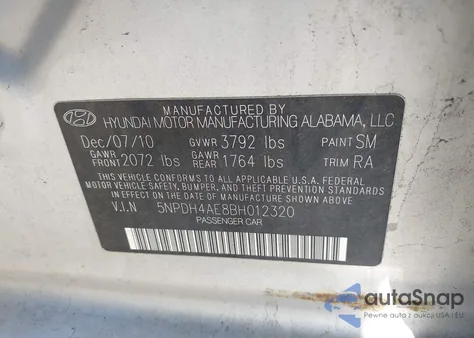 MANUFACTURED BY
HYUNDAI MOTOR MANUFACTURING ALABAMA, LLC
Dec/07/10 GVWR 3792 lbs PAINT SM
GAWR FRONT 2072 lbs GAWR REAR 1764 lbs TRIM RA
THIS VEHICLE CONFORMS TO ALL APPLICABLE U.S.A. FEDERAL
MOTOR VEHICLE SAFETY, BUMPER, AND THEFT PREVENTION
STANDARDS IN EFFECT ON THE DATE OF MANUFACTURE SHOWN ABOVE
V.I.N 5NPDH4AE8BH012320
PASSENGER CAR
autoSnap
Pewne auta z aukcji USA i EU